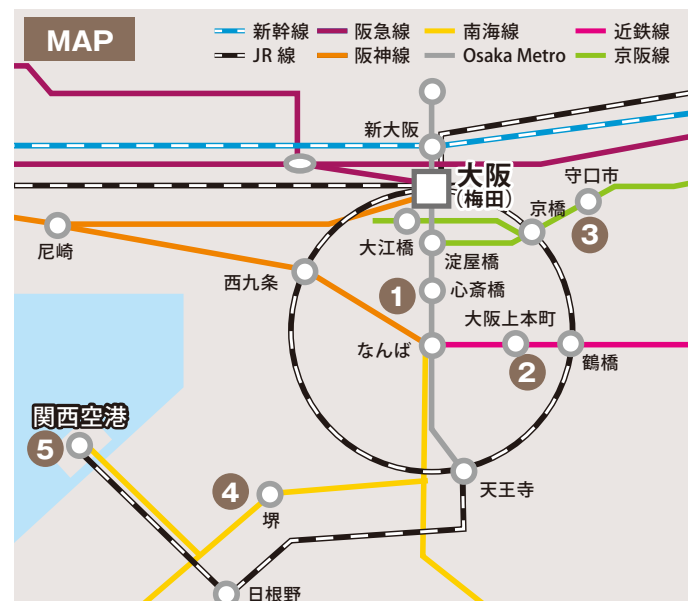 MAP
新幹線 阪急線 南海線 近鉄線
JR 線 阪神線 Osaka Metro 京阪線
新大阪
大阪
(梅田)
守口市
京橋
3
尼崎
大江橋
淀屋橋
西九条
1
心斎橋
大阪上本町
なんば
2
鶴橋
関西空港
5
4
堺
天王寺
日根野